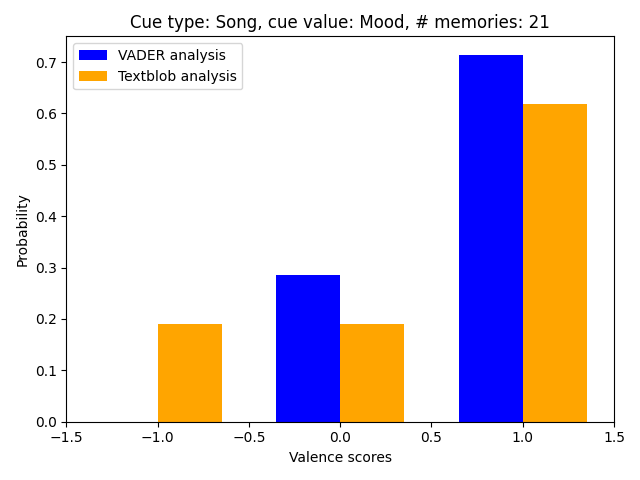 Cue type: Song, cue value: Mood, # memories: 21
VADER analysis
Textblob analysis
Probability
0.7
0.6
0.5
0.4
0.3
0.2
0.1
0.0
−1.5 −1.0 −0.5 0.0 0.5 1.0 1.5
Valence scores